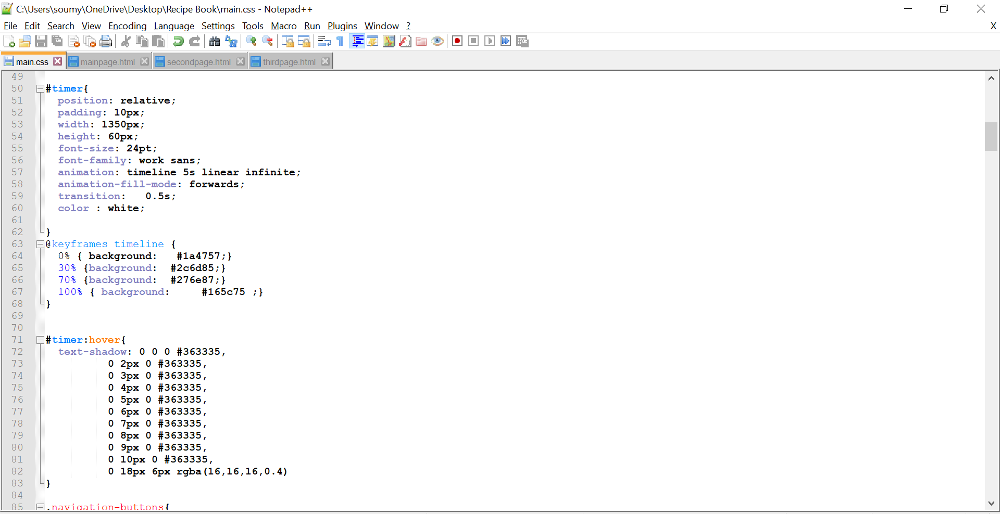 C:\Users\soumy\OneDrive\Desktop\Recipe Book\main.css - Notepad++
File Edit Search View Encoding Language Settings Tools Macro Run Plugins Window ? X
main.css mainpage.html secondpage.html thirdpage.html
49
50 #timer{
51 position: relative;
52 padding: 10px;
53 width: 1350px;
54 height: 60px;
55 font-size: 24pt;
56 font-family: work sans;
57 animation: timeline 5s linear infinite;
58 animation-fill-mode: forwards;
59 transition: 0.5s;
60 color : white;
61
62 }
63 @keyframes timeline {
64 0% { background: #1a4757;}
65 30% {background: #2c6d85;}
66 70% {background: #276e87;}
67 100% { background: #165c75 ;}
68 }
69
70
71 #timer:hover{
72 text-shadow: 0 0 0 #363335,
73 0 2px 0 #363335,
74 0 3px 0 #363335,
75 0 4px 0 #363335,
76 0 5px 0 #363335,
77 0 6px 0 #363335,
78 0 7px 0 #363335,
79 0 8px 0 #363335,
80 0 9px 0 #363335,
81 0 10px 0 #363335,
82 0 18px 6px rgba(16,16,16,0.4)
83 }
84
85 .navigation-buttons{